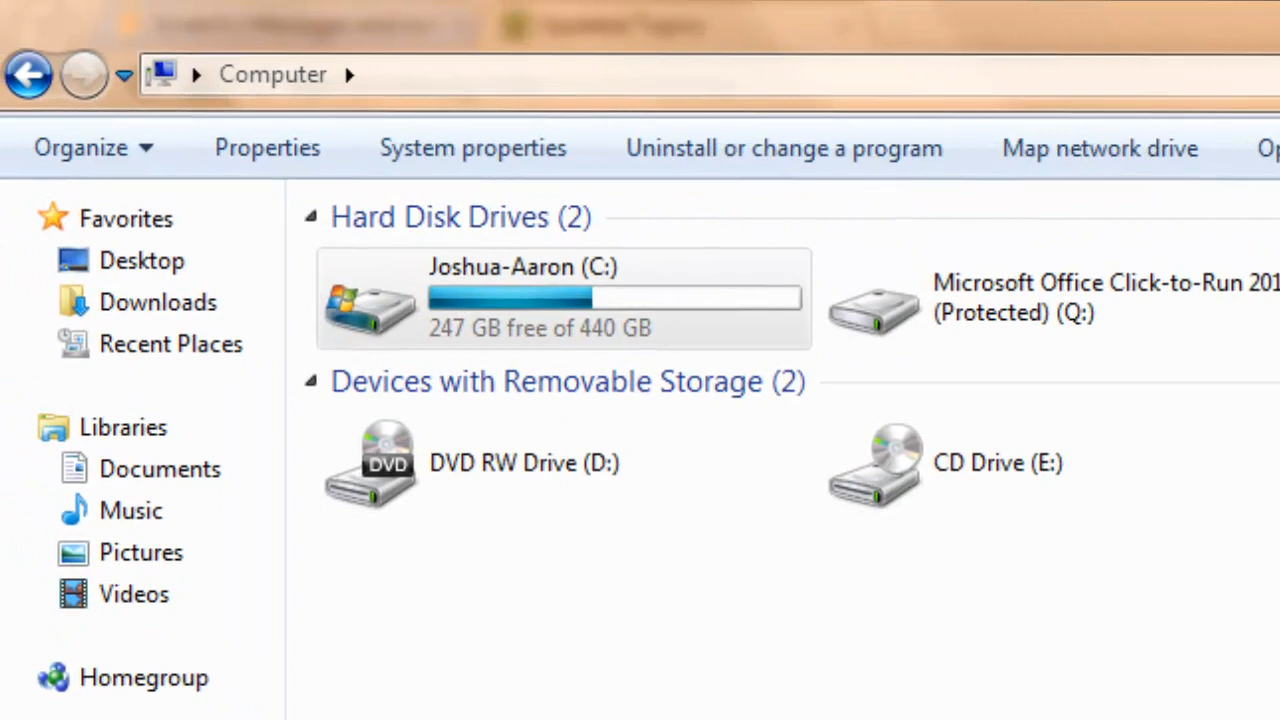 Computer
Organize
Properties
System properties
Uninstall or change a program
Map network drive
Favorites
Desktop
Downloads
Recent Places
Libraries
Documents
Music
Pictures
Videos
Homegroup
Hard Disk Drives (2)
Joshua-Aaron (C:)
247 GB free of 440 GB
Microsoft Office Click-to-Run 201
(Protected) (Q:)
Devices with Removable Storage (2)
DVD
DVD RW Drive (D:)
CD Drive (E:)